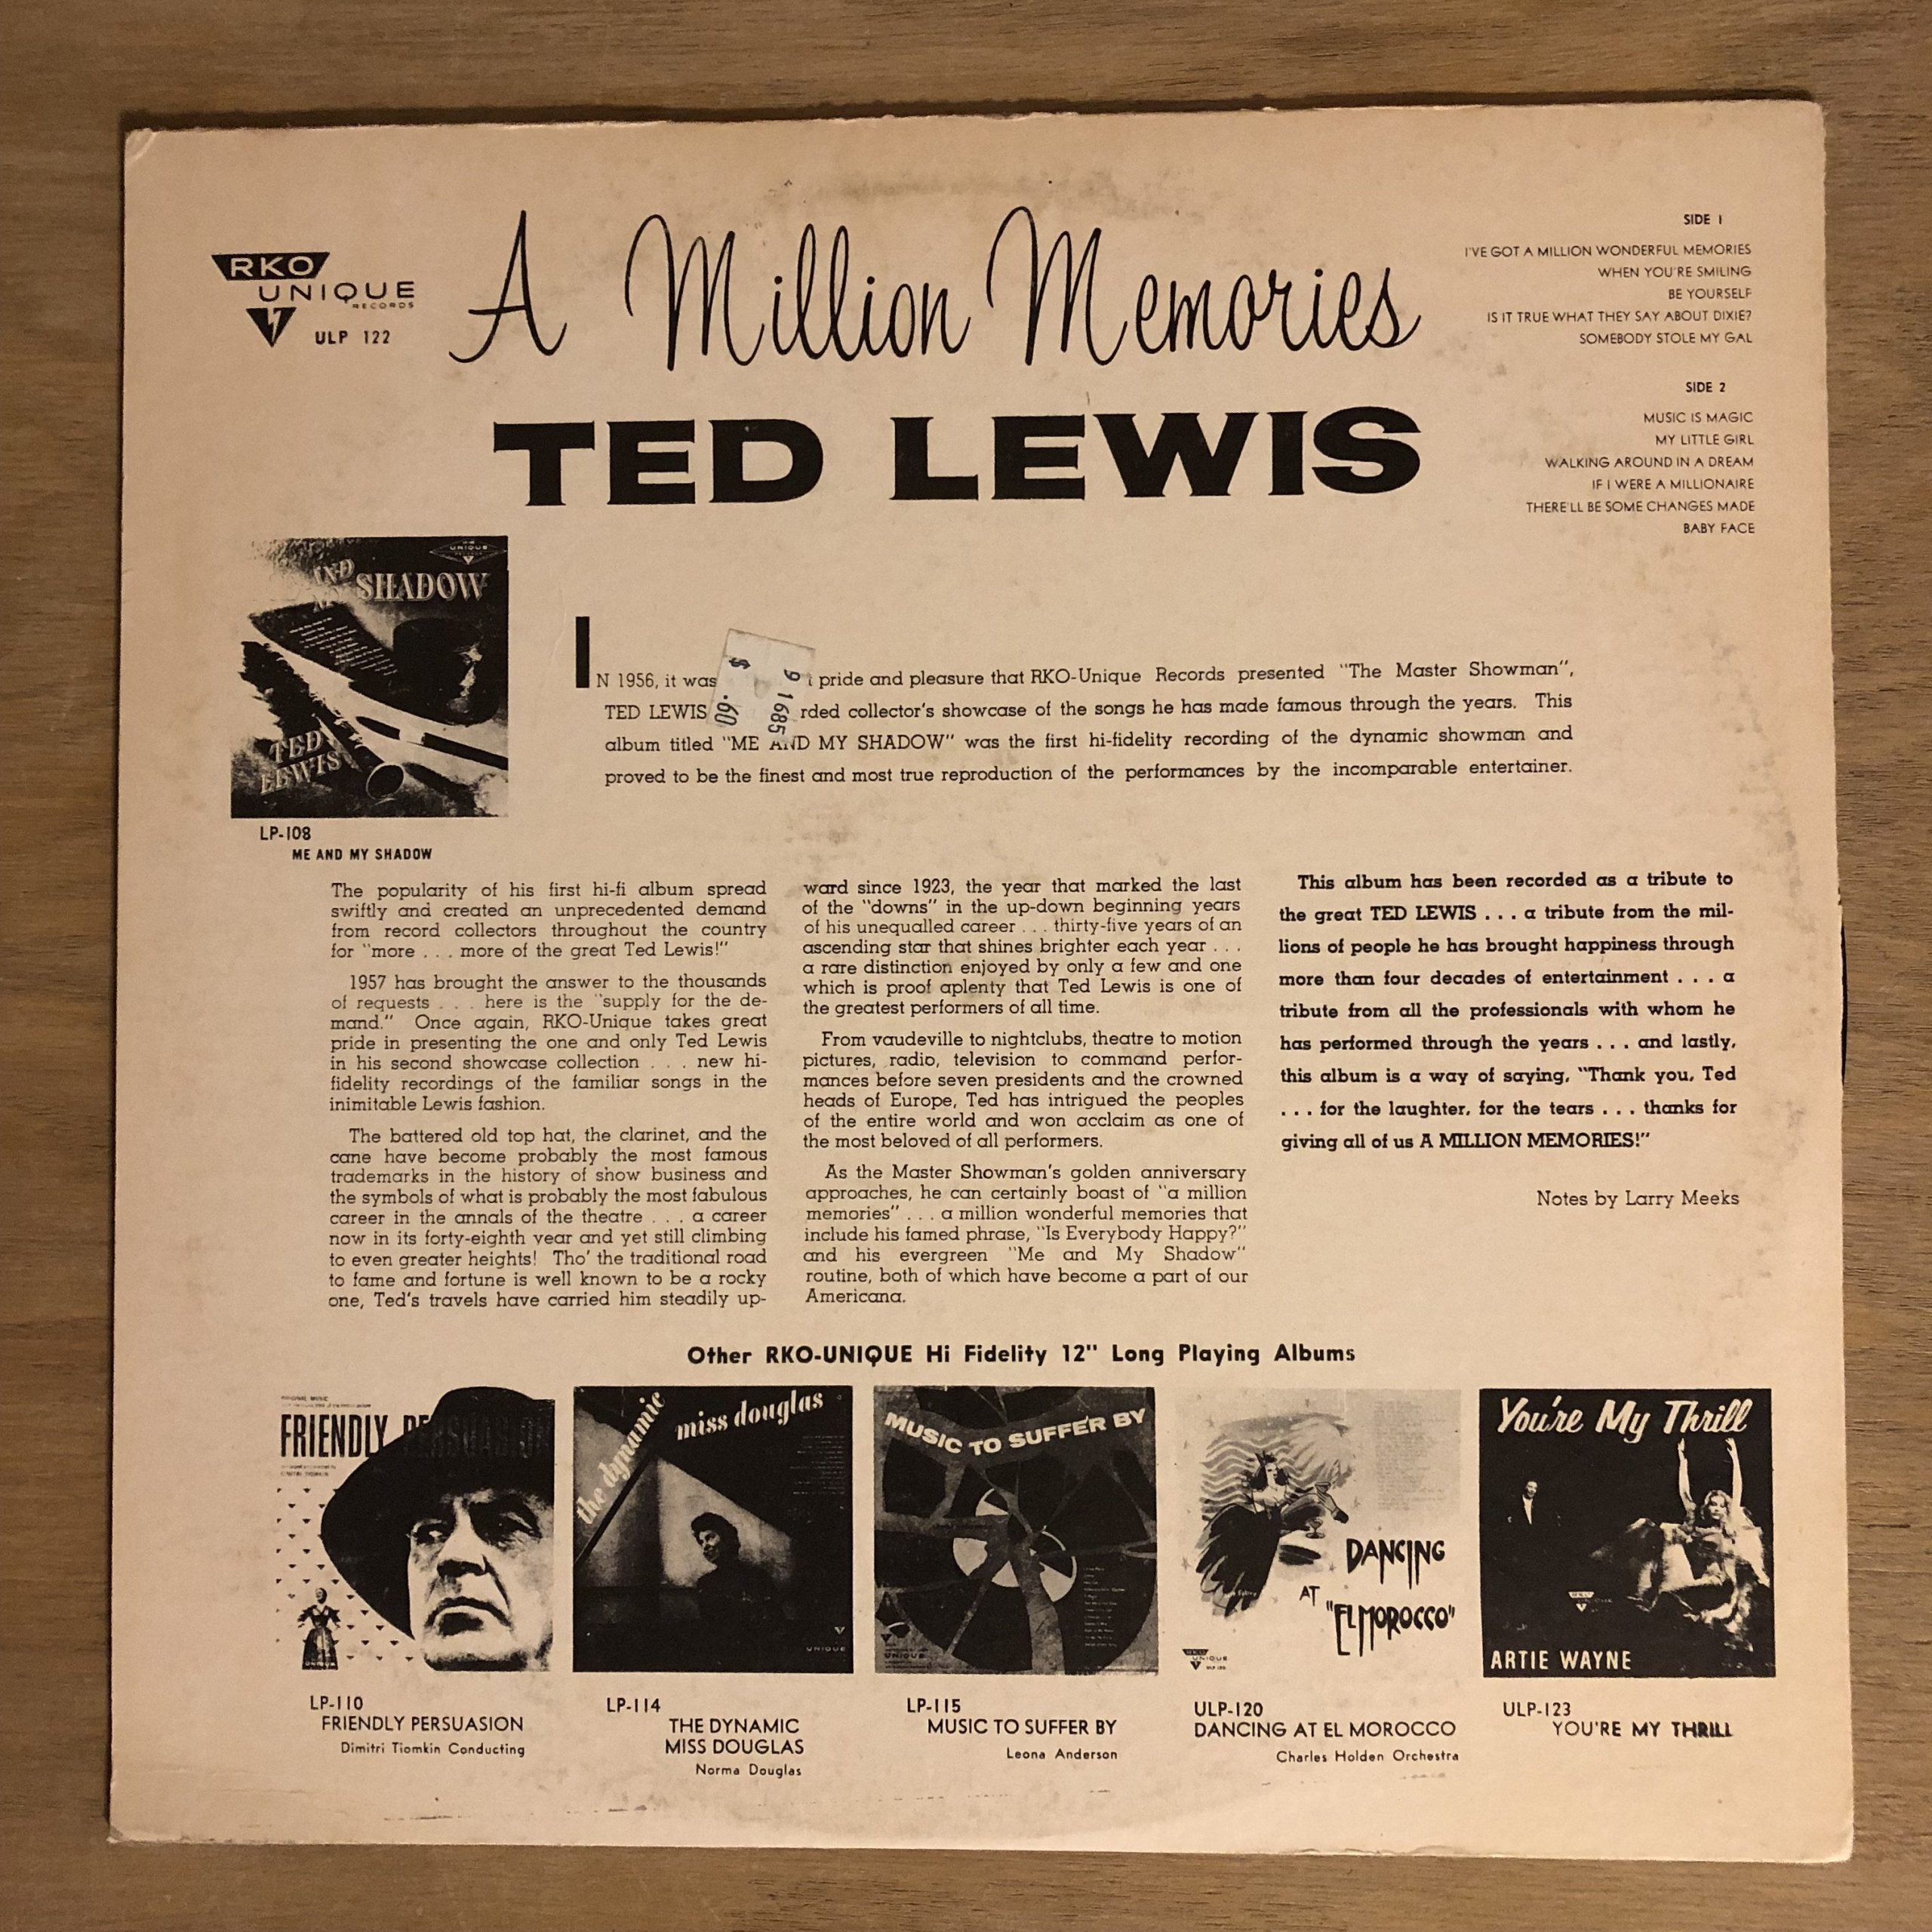 RKO
UNIQUE
RECORDS
ULP 122
A Million Memories
TED LEWIS
SIDE 1
I'VE GOT A MILLION WONDERFUL MEMORIES
WHEN YOU'RE SMILING
BE YOURSELF
IS IT TRUE WHAT THEY SAY ABOUT DIXIE?
SOMEBODY STOLE MY GAL
SIDE 2
MUSIC IS MAGIC
MY LITTLE GIRL
WALKING AROUND IN A DREAM
IF I WERE A MILLIONAIRE
THERE'LL BE SOME CHANGES MADE
BABY FACE
UNIQUE
AND
MY SHADOW
TED
LEWIS
LP-108
ME AND MY SHADOW
$ .60
9 1685
IN 1956, it was t pride and pleasure that RKO-Unique Records presented "The Master Showman",
TED LEWIS rded collector's showcase of the songs he has made famous through the years. This
album titled "ME AND MY SHADOW" was the first hi-fidelity recording of the dynamic showman and
proved to be the finest and most true reproduction of the performances by the incomparable entertainer.
The popularity of his first hi-fi album spread
swiftly and created an unprecedented demand
from record collectors throughout the country
for "more . . . more of the great Ted Lewis!"
1957 has brought the answer to the thousands
of requests . . . here is the "supply for the de-
mand." Once again, RKO-Unique takes great
pride in presenting the one and only Ted Lewis
in his second showcase collection . . . new hi-
fidelity recordings of the familiar songs in the
inimitable Lewis fashion.
The battered old top hat, the clarinet, and the
cane have become probably the most famous
trademarks in the history of show business and
the symbols of what is probably the most fabulous
career in the annals of the theatre . . . a career
now in its forty-eighth year and yet still climbing
to even greater heights! Tho' the traditional road
to fame and fortune is well known to be a rocky
one, Ted's travels have carried him steadily up-
ward since 1923, the year that marked the last
of the "downs" in the up-down beginning years
of his unequalled career . . . thirty-five years of an
ascending star that shines brighter each year . . .
a rare distinction enjoyed by only a few and one
which is proof aplenty that Ted Lewis is one of
the greatest performers of all time.
From vaudeville to nightclubs, theatre to motion
pictures, radio, television to command perfor-
mances before seven presidents and the crowned
heads of Europe, Ted has intrigued the peoples
of the entire world and won acclaim as one of
the most beloved of all performers.
As the Master Showman's golden anniversary
approaches, he can certainly boast of "a million
memories" . . . a million wonderful memories that
include his famed phrase, "Is Everybody Happy?"
and his evergreen "Me and My Shadow"
routine, both of which have become a part of our
Americana.
This album has been recorded as a tribute to
the great TED LEWIS . . . a tribute from the mil-
lions of people he has brought happiness through
more than four decades of entertainment . . . a
tribute from all the professionals with whom he
has performed through the years . . . and lastly,
this album is a way of saying, "Thank you, Ted
. . . for the laughter, for the tears . . . thanks for
giving all of us A MILLION MEMORIES!"
Notes by Larry Meeks
Other RKO-UNIQUE Hi Fidelity 12" Long Playing Albums
FRIENDLY PERSUASION
the dynamic
miss douglas
UNIQUE
MUSIC TO SUFFER BY
UNIQUE
DANCING
AT
"EL MOROCCO"
UNIQUE
You're My Thrill
ARTIE WAYNE
LP-110
FRIENDLY PERSUASION
Dimitri Tiomkin Conducting
LP-114
THE DYNAMIC
MISS DOUGLAS
Norma Douglas
LP-115
MUSIC TO SUFFER BY
Leona Anderson
ULP-120
DANCING AT EL MOROCCO
Charles Holden Orchestra
ULP-123
YOU'RE MY THRILL